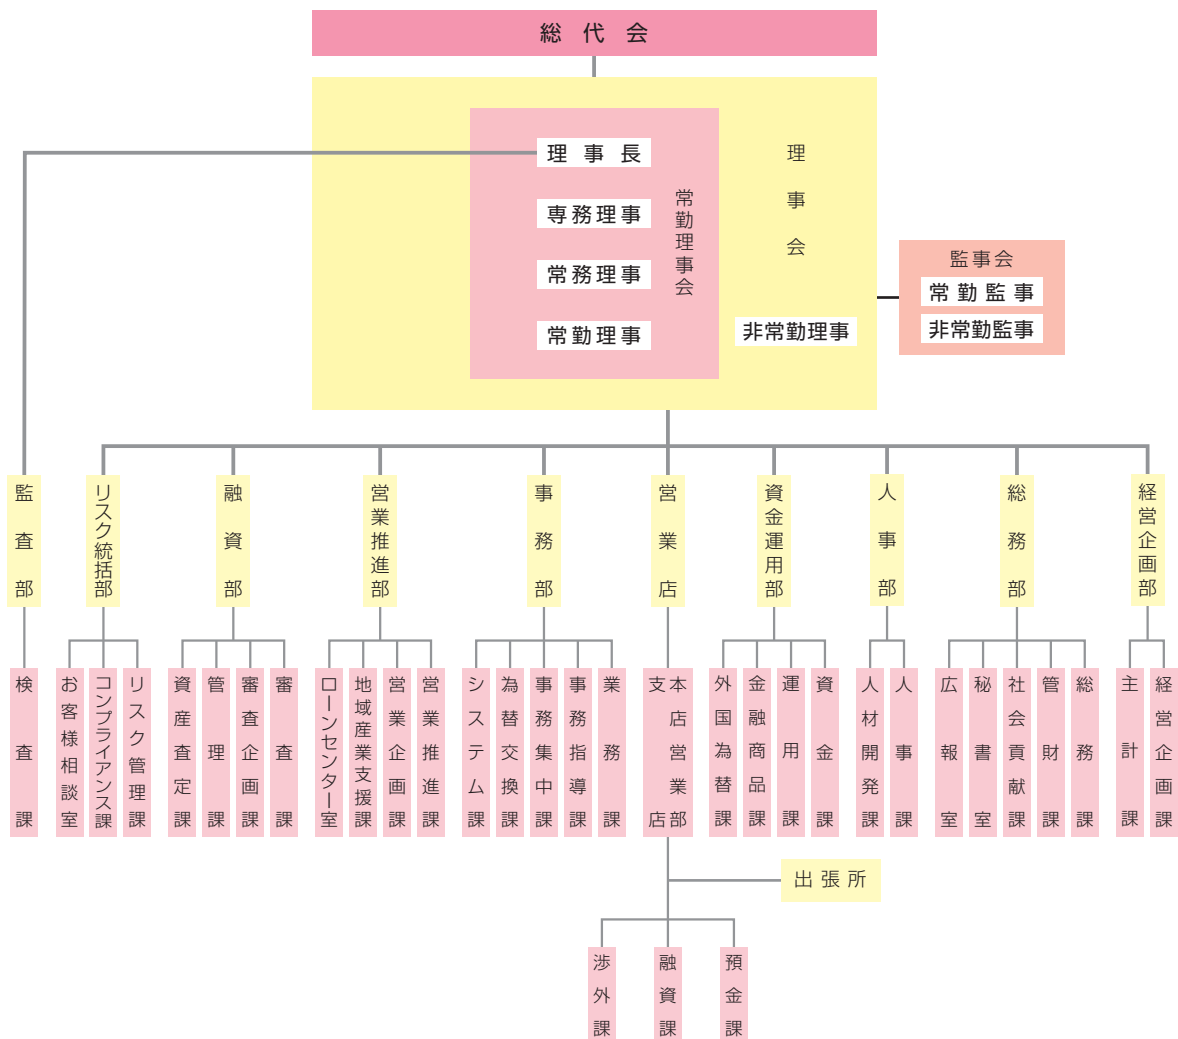 総代会
理事長
専務理事
常務理事
常勤理事
常勤理事会
理事会
非常勤理事
監事会
常勤監事
非常勤監事
監査部
リスク統括部
融資部
営業推進部
事務部
営業店
資金運用部
人事部
総務部
経営企画部
検査課
お客様相談室
コンプライアンス課
リスク管理課
資産査定課
管理課
審査企画課
審査課
ローンセンター室
地域産業支援課
営業企画課
営業推進課
システム課
為替交換課
事務集中課
事務指導課
業務課
本店営業部
支店
外国為替課
金融商品課
運用課
資金課
人材開発課
人事課
広報室
秘書室
社会貢献課
管財課
総務課
主計課
経営企画課
出張所
渉外課
融資課
預金課